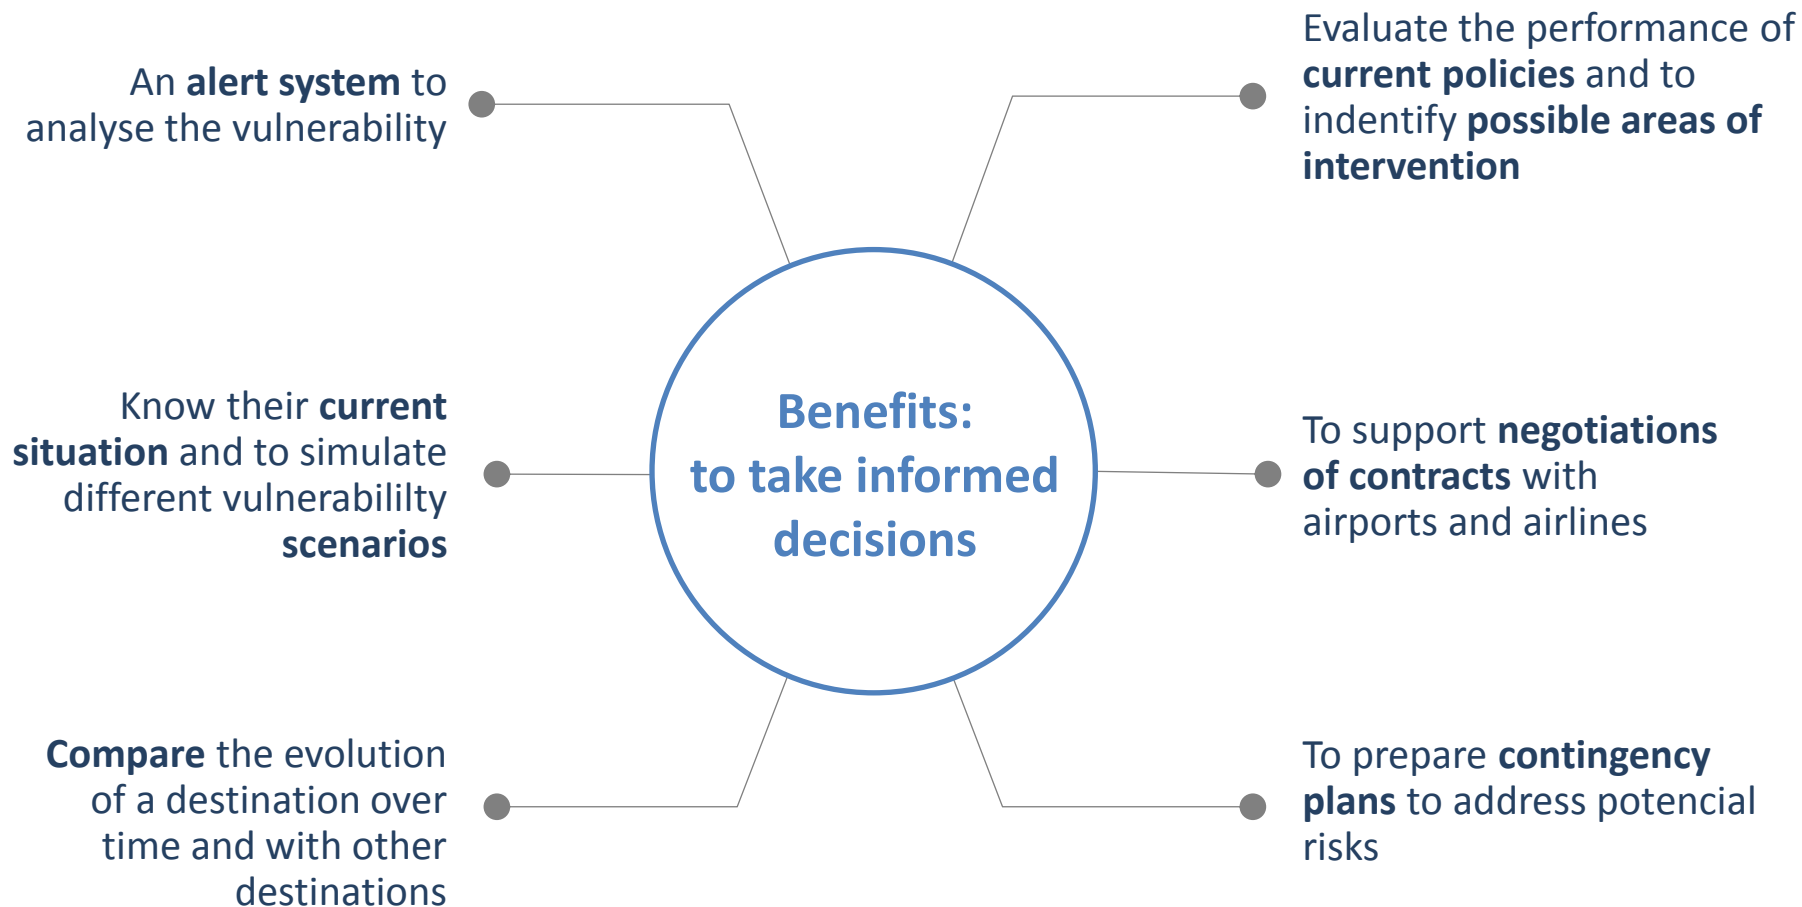 An alert system to
analyse the vulnerability
Know their current
situation and to simulate
different vulnerabililty
scenarios
Compare the evolution
of a destination over
time and with other
destinations
Benefits:
to take informed
decisions
Evaluate the performance of
current policies and to
indentify possible areas of
intervention
To support negotiations
of contracts with
airports and airlines
To prepare contingency
plans to address potencial
risks